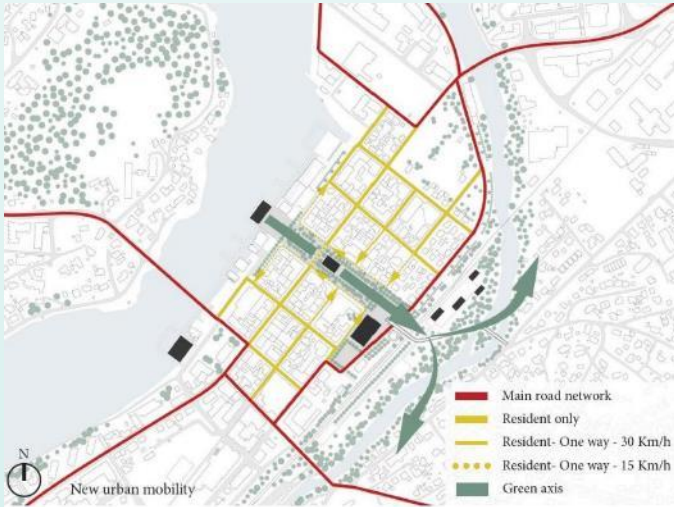 Main road network
Resident only
Resident- One way - 30 Km/h
Resident- One way - 15 Km/h
Green axis
N
New urban mobility